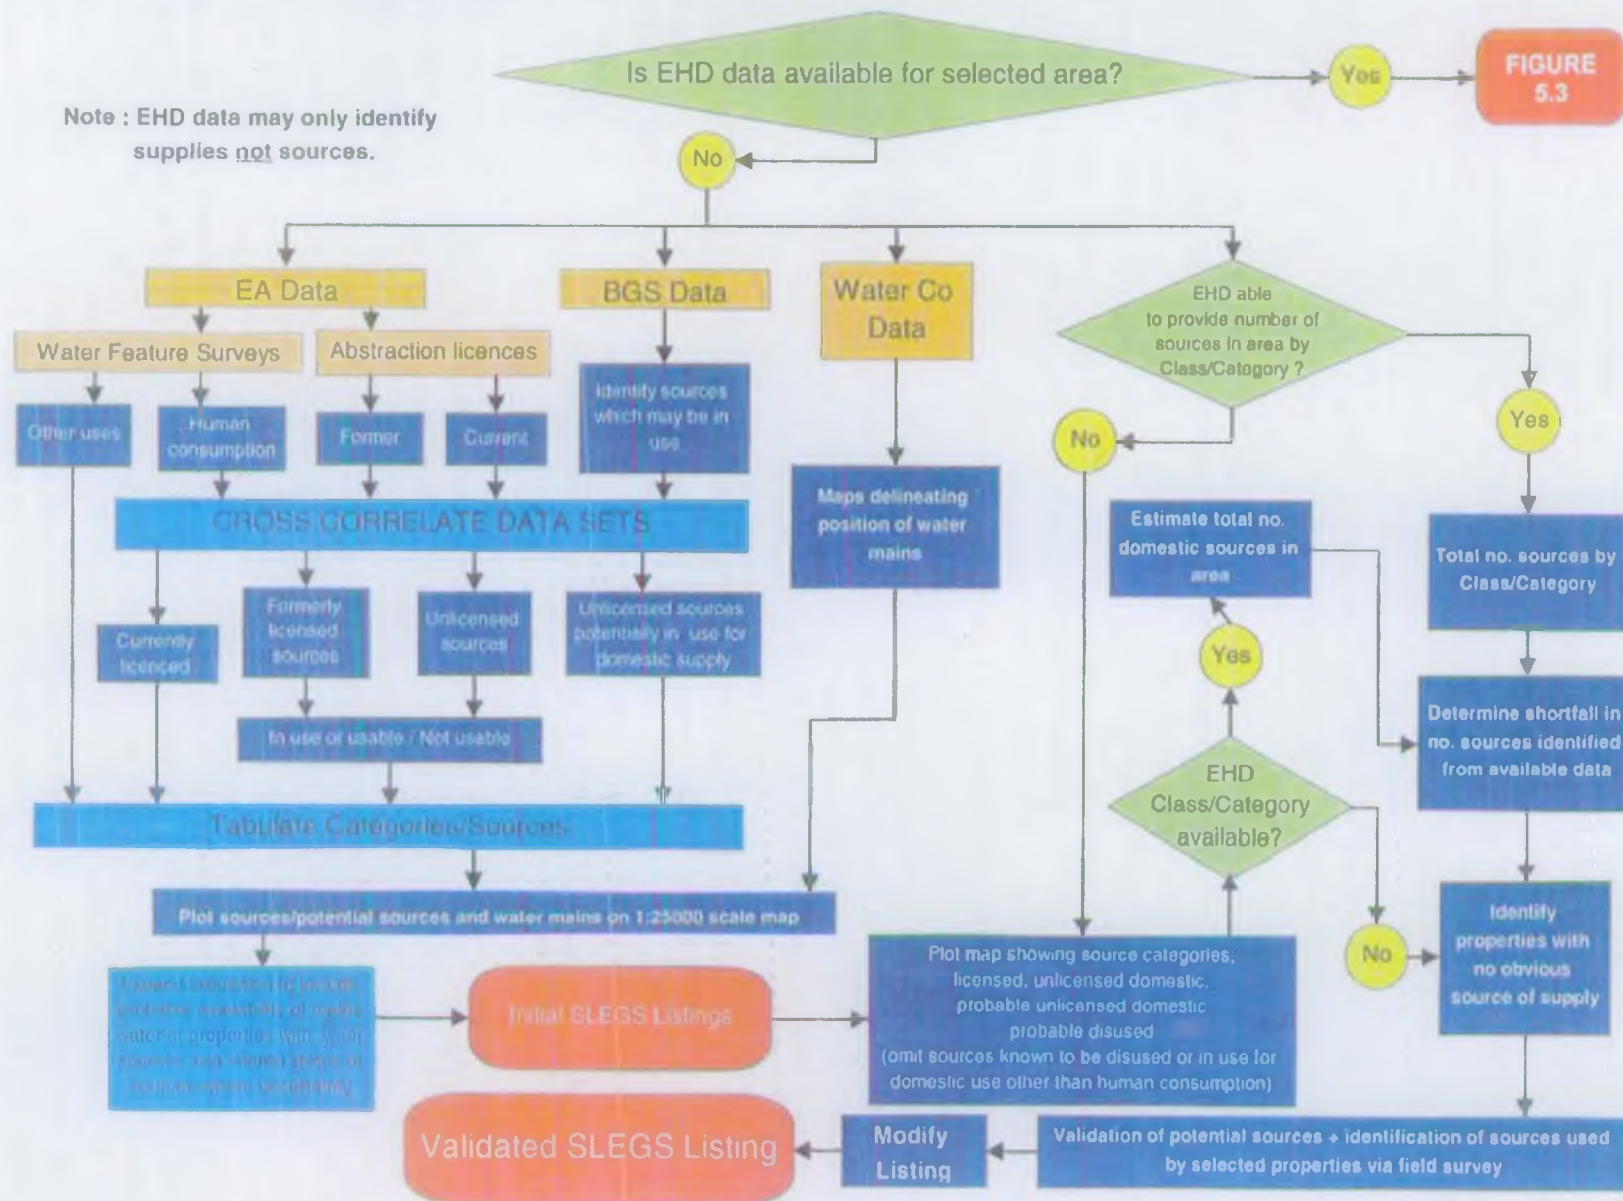 Is EHD data available for selected area?
Yes
FIGURE
5.3
Note : EHD data may only identify
supplies not sources.
No
EA Data
BGS Data
Water Co
Data
EHD able
to provide number of
sources in area by
Class/Category ?
Water Feature Surveys
Abstraction licences
Identify sources
which may be in
use
Yes
Other uses
Human
consumption
Former
Current
No
Maps delineating
position of water
mains
Estimate total no.
domestic sources in
area
Total no. sources by
Class/Category
CROSS CORRELATE DATA SETS
Currently
licenced
Formerly
licensed
sources
Unlicensed
sources
Unlicensed sources
potentially in use for
domestic supply
Yes
In use or usable / Not usable
Determine shortfall in
no. sources identified
from available data
EHD
Class/Category
available?
Tabulate Categories/Sources
Plot sources/potential sources and water mains on 1:25000 scale map
No
Identify
properties with
no obvious
source of supply
water of properties with
Initial SLEGS Listings
Plot map showing source categories;
licensed, unlicensed domestic,
probable unlicensed domestic
probable disused
(omit sources known to be disused or in use for
domestic use other than human consumption)
Validated SLEGS Listing
Modify
Listing
Validation of potential sources + identification of sources used
by selected properties via field survey